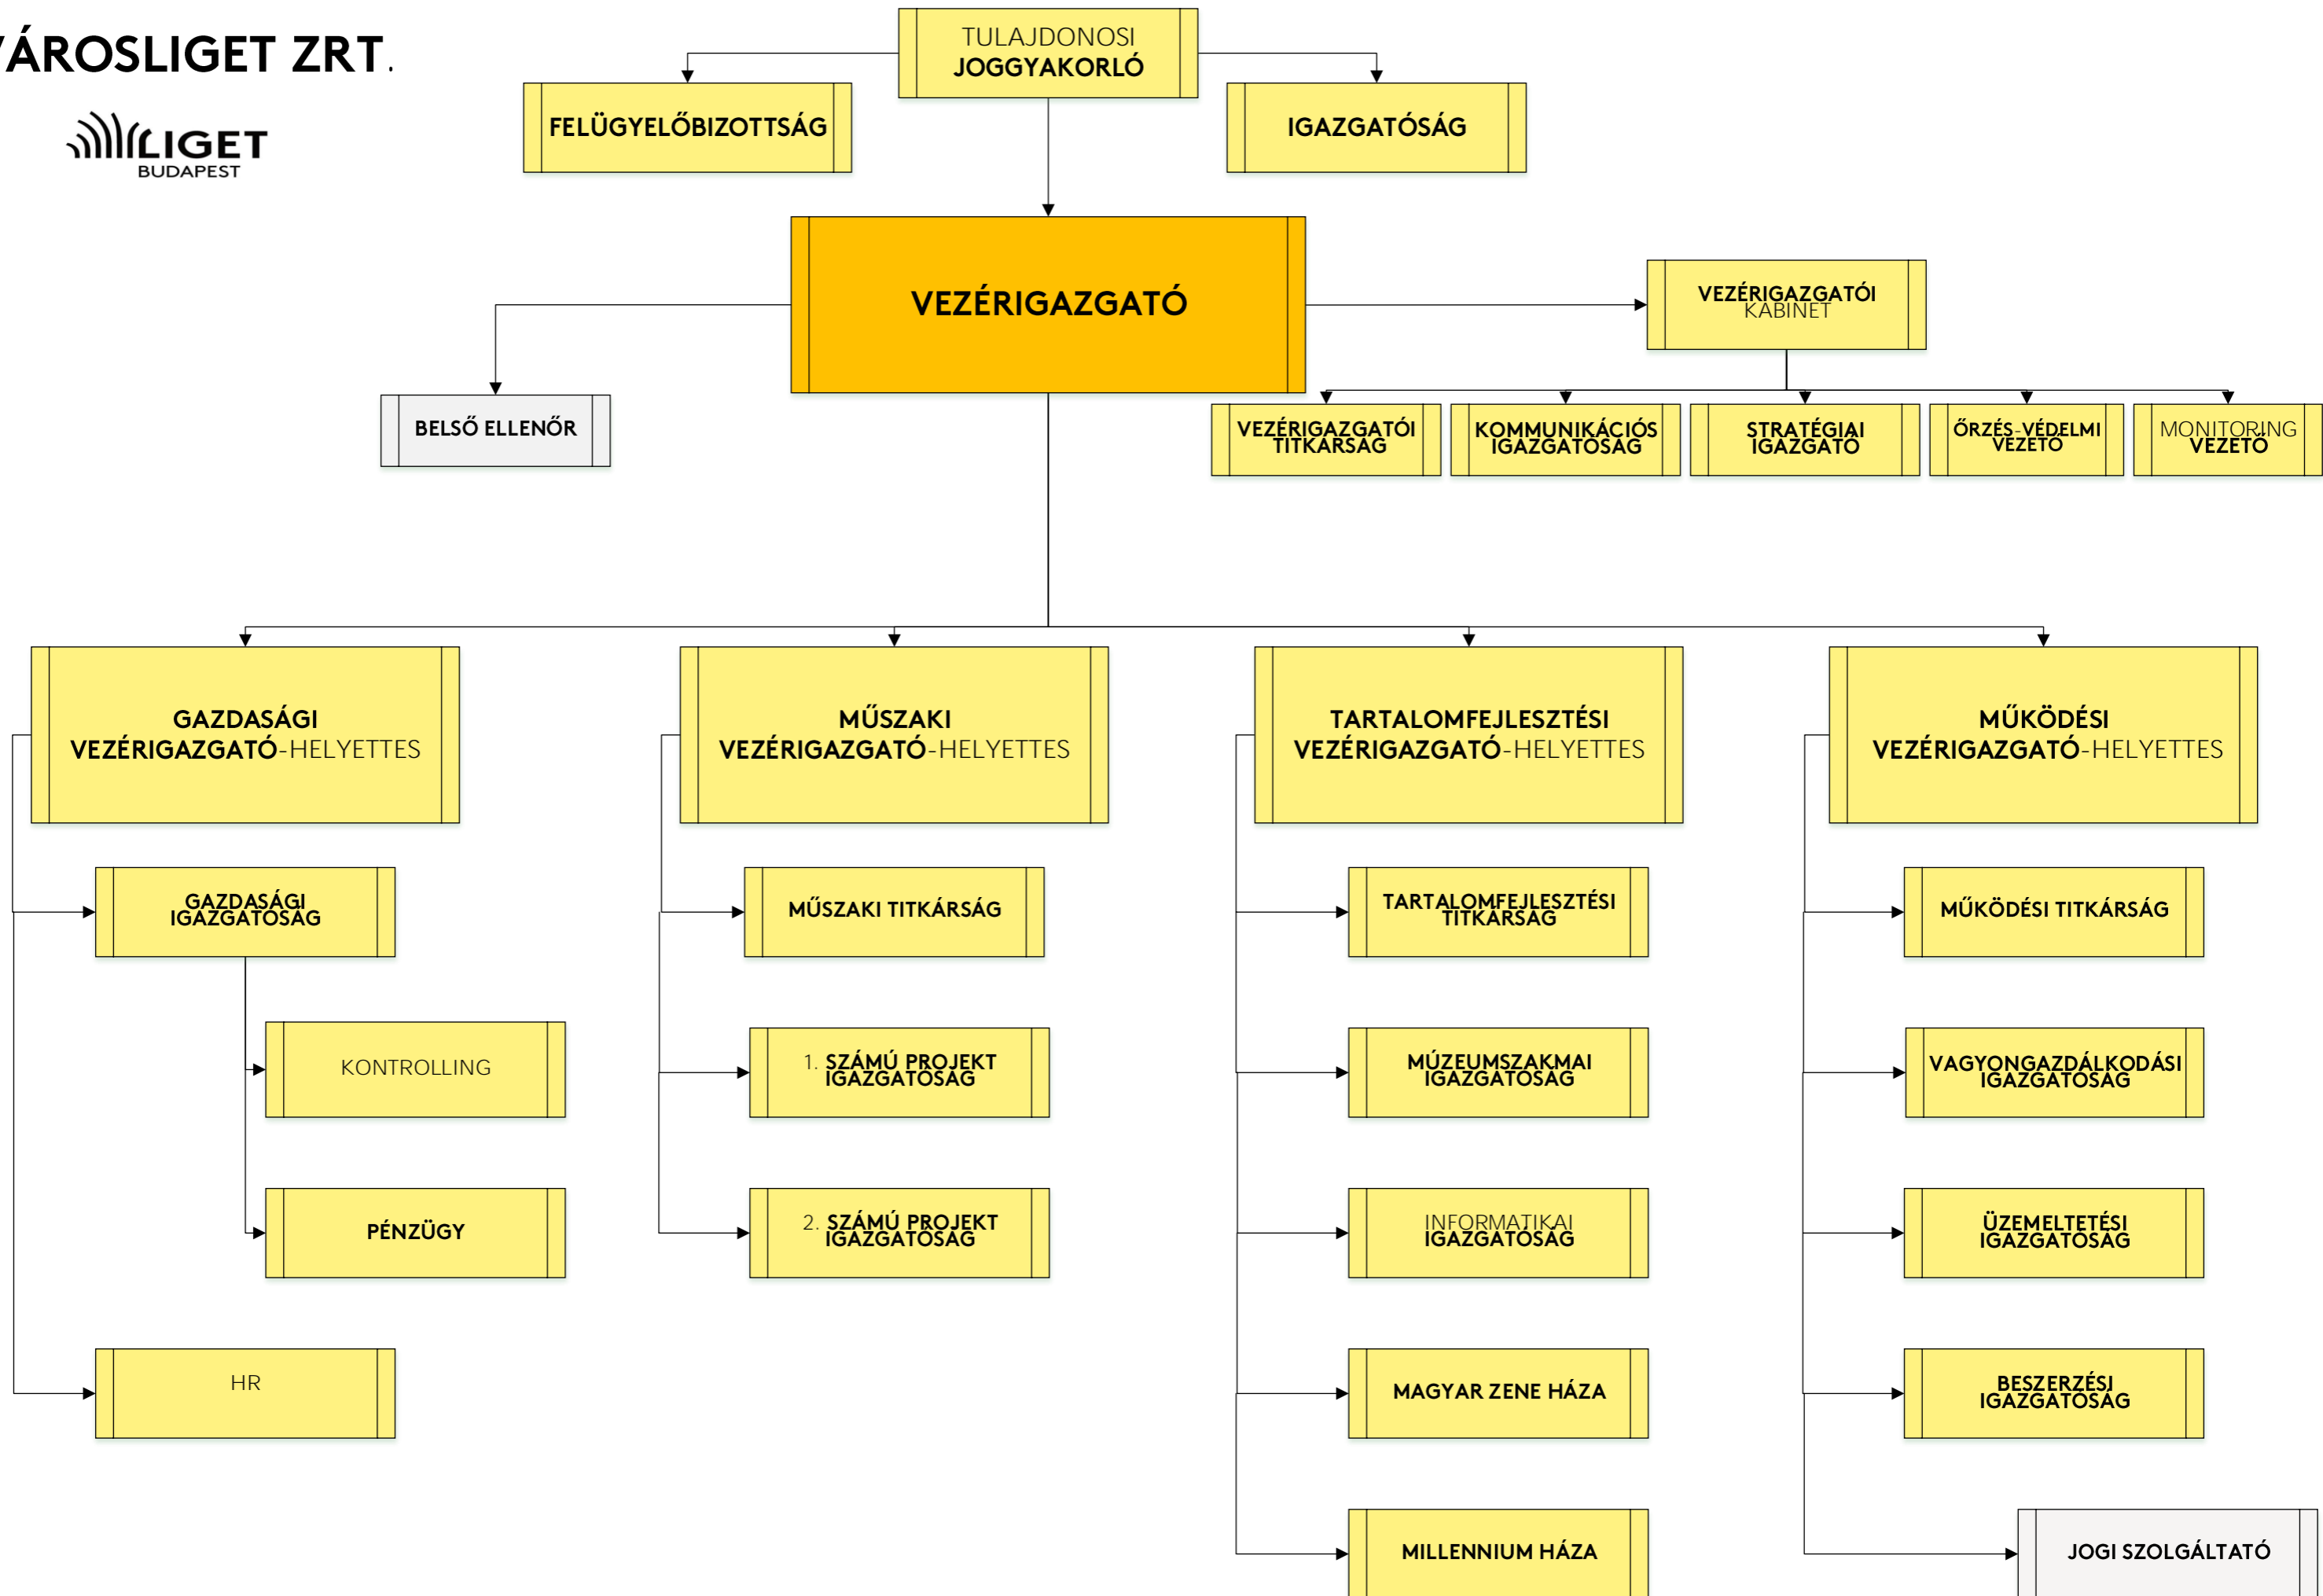 VÁROSLIGET ZRT.
LIGET
BUDAPEST
TULAJDONOSI
JOGGYAKORLÓ
FELÜGYELŐBIZOTTSÁG
IGAZGATÓSÁG
VEZÉRIGAZGATÓ
VEZÉRIGAZGATÓI
KABINET
BELSŐ ELLENŐR
VEZÉRIGAZGATÓI
TITKÁRSÁG
KOMMUNIKÁCIÓS
IGAZGATÓSÁG
STRATÉGIAI
IGAZGATÓ
ŐRZÉS-VÉDELMI
VEZETŐ
MONITORING
VEZETŐ
GAZDASÁGI
VEZÉRIGAZGATÓ-HELYETTES
MŰSZAKI
VEZÉRIGAZGATÓ-HELYETTES
TARTALOMFEJLESZTÉSI
VEZÉRIGAZGATÓ-HELYETTES
MŰKÖDÉSI
VEZÉRIGAZGATÓ-HELYETTES
GAZDASÁGI
IGAZGATÓSÁG
MŰSZAKI TITKÁRSÁG
TARTALOMFEJLESZTÉSI
TITKÁRSÁG
MŰKÖDÉSI TITKÁRSÁG
KONTROLLING
1. SZÁMÚ PROJEKT
IGAZGATÓSÁG
MÚZEUMSZAKMAI
IGAZGATÓSÁG
VAGYONGAZDÁLKODÁSI
IGAZGATÓSÁG
PÉNZÜGY
2. SZÁMÚ PROJEKT
IGAZGATÓSÁG
INFORMATIKAI
IGAZGATÓSÁG
ÜZEMELTETÉSI
IGAZGATÓSÁG
HR
MAGYAR ZENE HÁZA
BESZERZÉSI
IGAZGATÓSÁG
MILLENNIUM HÁZA
JOGI SZOLGÁLTATÓ